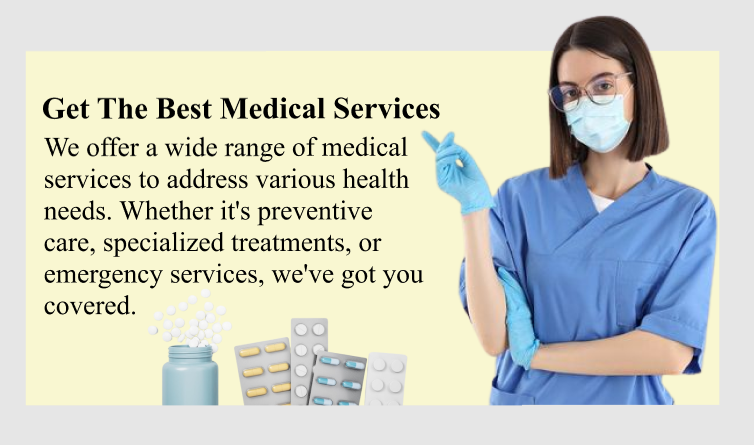 Get The Best Medical Services
We offer a wide range of medical
services to address various health
needs. Whether it's preventive
care, specialized treatments, or
emergency services, we've got you
covered.